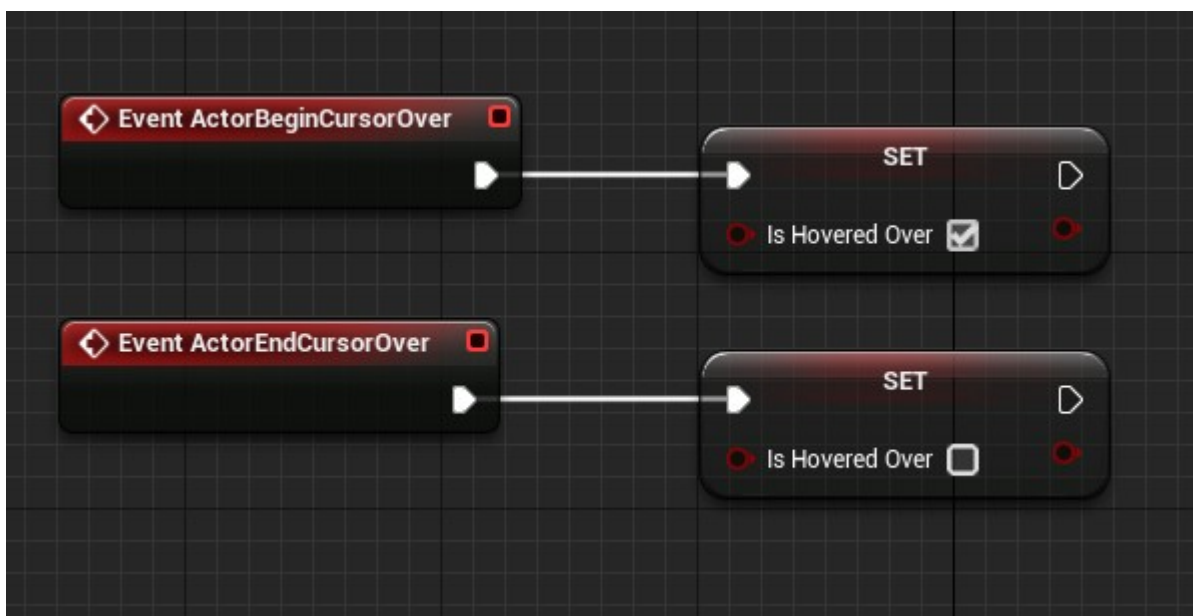 Event ActorBeginCursorOver
SET
Is Hovered Over
Event ActorEndCursorOver
SET
Is Hovered Over